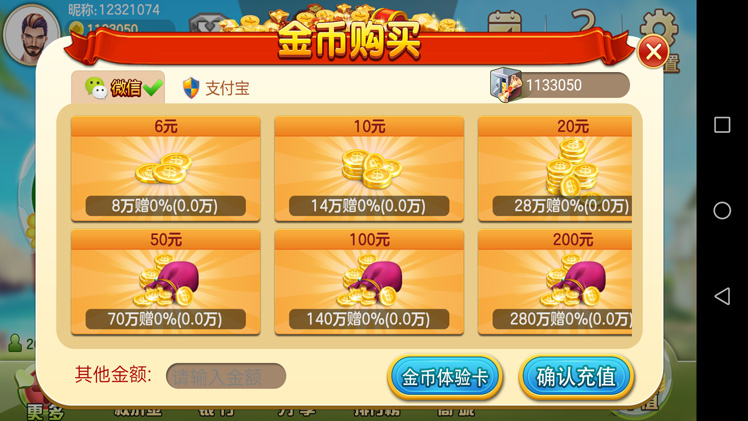 昵称:12321074
1133050
金币购买
微信
支付宝
1133050
6元
10元
20元
8万赠0%(0.0万)
14万赠0%(0.0万)
28万赠0%(0.0万)
50元
100元
200元
70万赠0%(0.0万)
140万赠0%(0.0万)
280万赠0%(0.0万)
其他金额:
请输入金额
金币体验卡
确认充值
更多